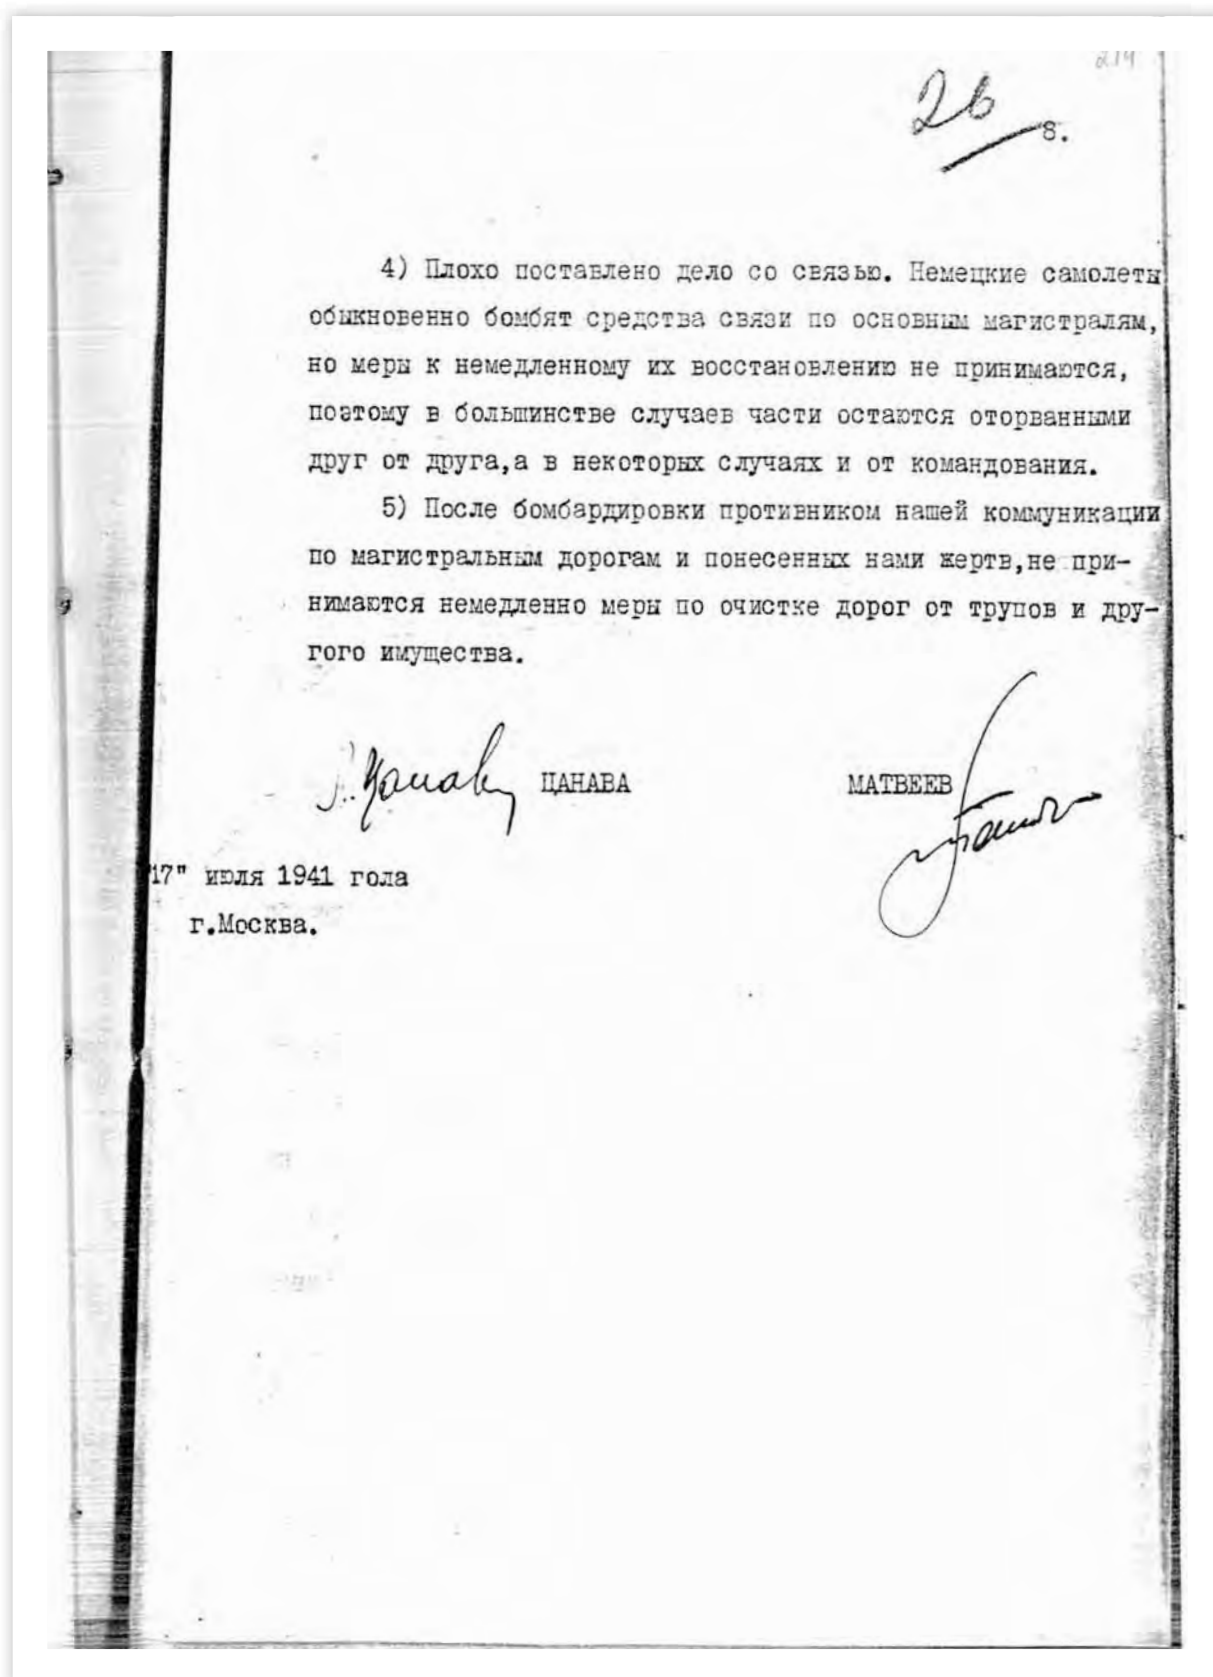 214
26
8.
4) Плохо поставлено дело со связью. Немецкие самолеты
обыкновенно бомбят средства связи по основным магистралям,
но меры к немедленному их восстановлению не принимаются,
поэтому в большинстве случаев части остаются оторванными
друг от друга,а в некоторых случаях и от командования.
5) После бомбардировки противником нашей коммуникации
по магистральным дорогам и понесенных нами жертв,не при-
нимаются немедленно меры по очистке дорог от трупов и дру-
гого имущества.
ЦАНАВА МАТВЕЕВ
17" июля 1941 гола
г.Москва.